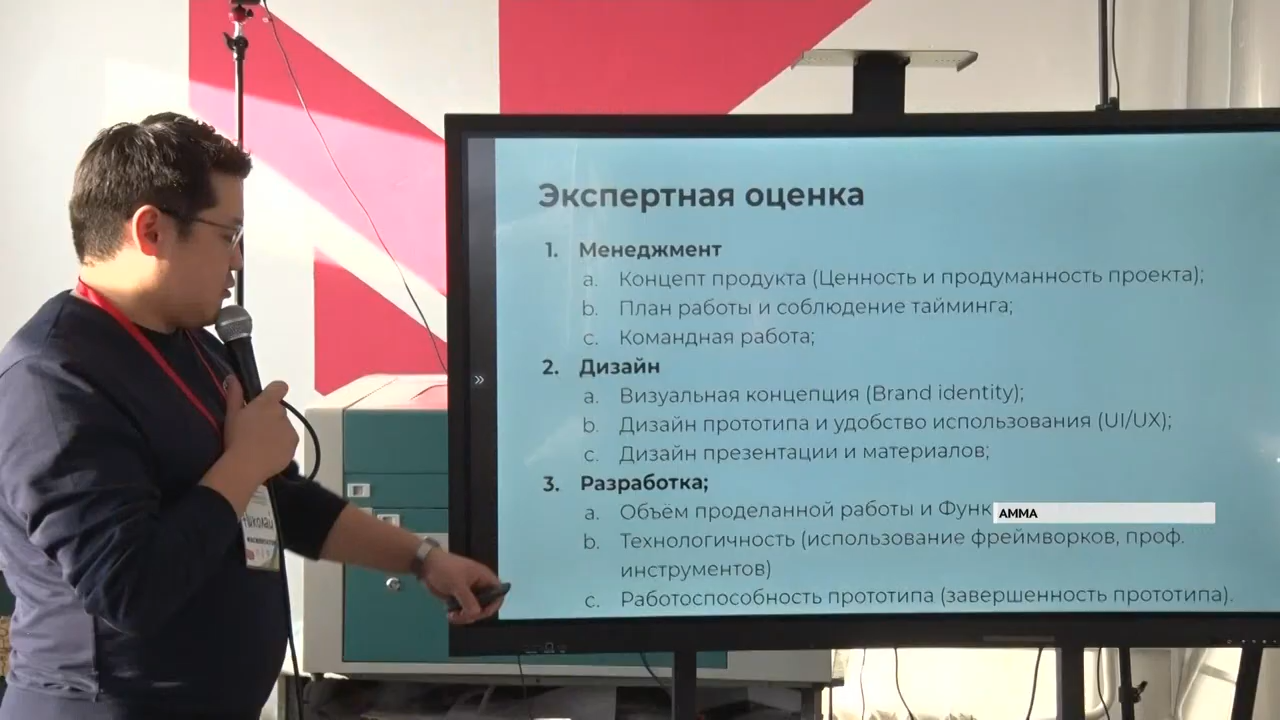 Экспертная оценка
1. Менеджмент
a. Концепт продукта (Ценность и продуманность проекта);
b. План работы и соблюдение тайминга;
c. Командная работа;
2. Дизайн
a. Визуальная концепция (Brand identity);
b. Дизайн прототипа и удобство использования (UI/UX);
c. Дизайн презентации и материалов;
3. Разработка;
a. Объём проделанной работы и Функ
АММА
b. Технологичность (использование фреймворков, проф.
инструментов)
c. Работоспособность прототипа (завершенность прототипа).
Николай